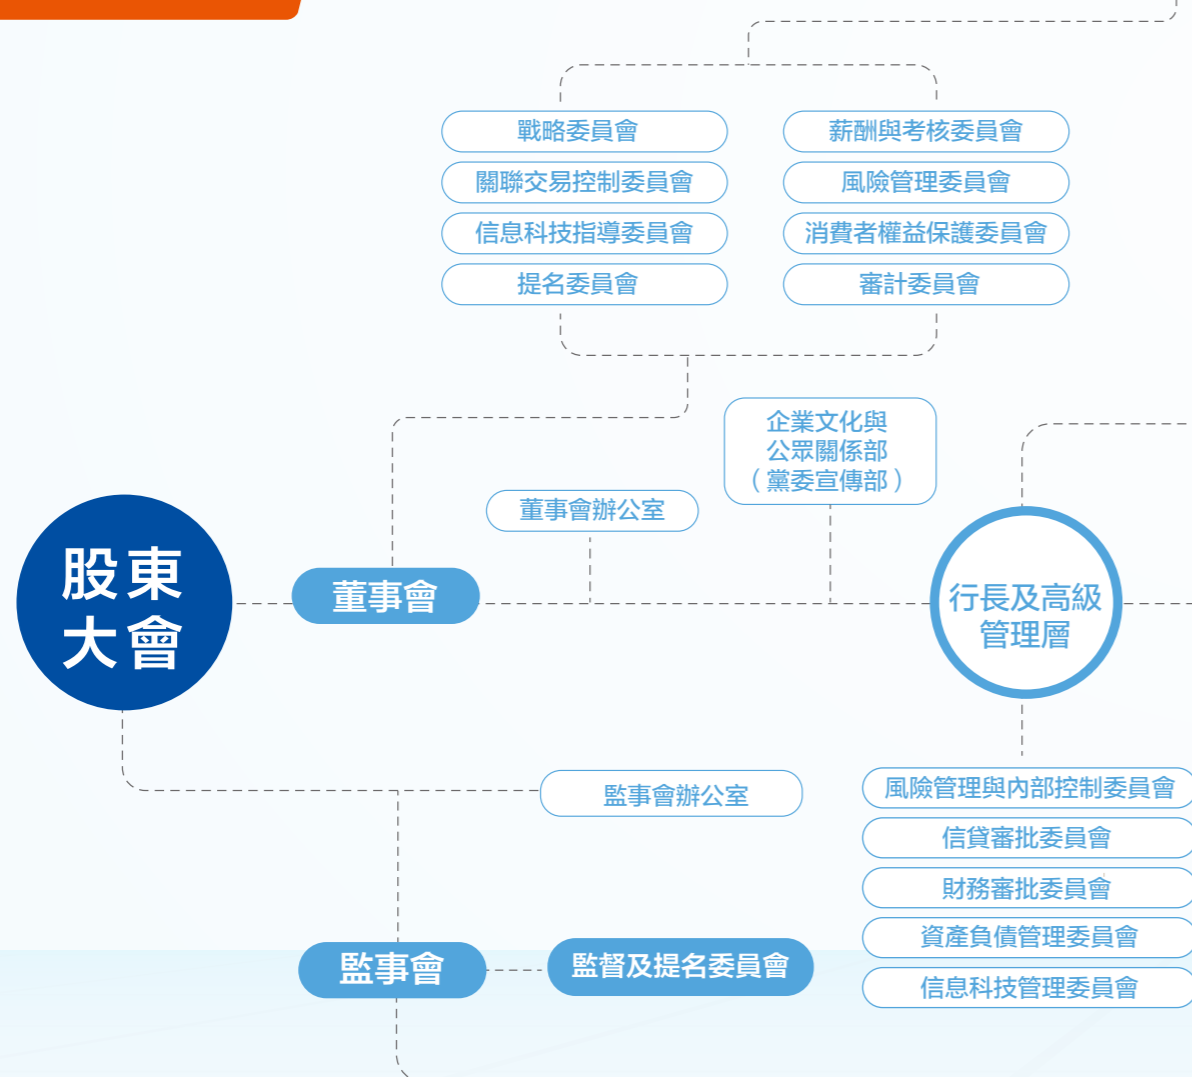 戰略委員會
薪酬與考核委員會
關聯交易控制委員會
風險管理委員會
信息科技指導委員會
消費者權益保護委員會
提名委員會
審計委員會
企業文化與
公眾關係部
（黨委宣傳部）
董事會辦公室
股東
大會
董事會
行長及高級
管理層
監事會辦公室
風險管理與內部控制委員會
信貸審批委員會
財務審批委員會
資產負債管理委員會
信息科技管理委員會
監事會
監督及提名委員會